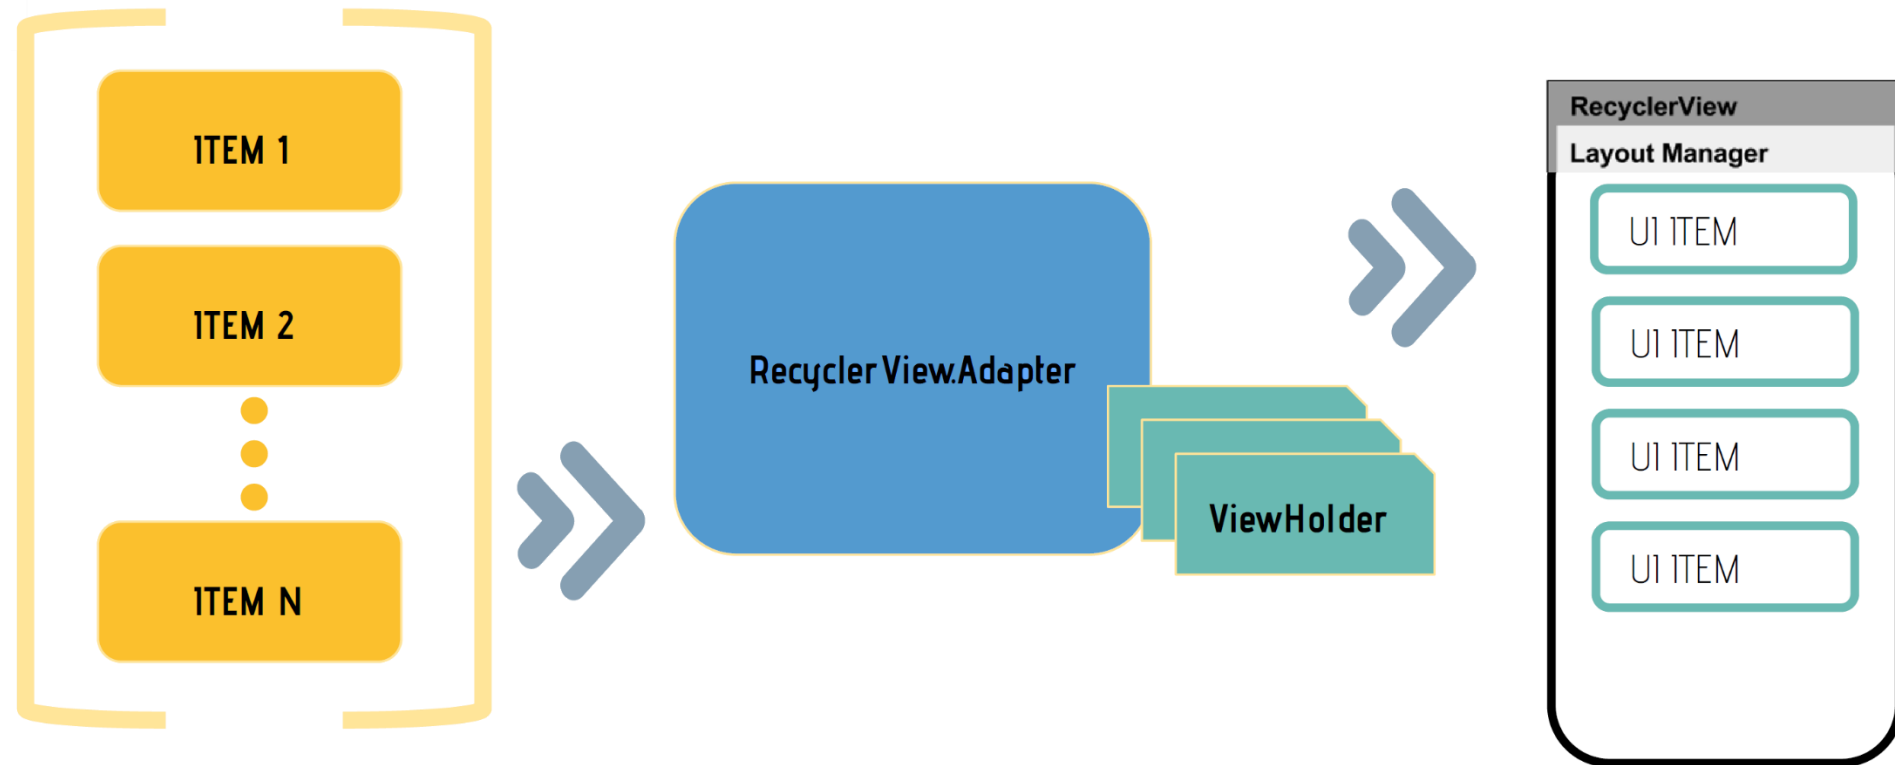 ITEM 1
ITEM 2
ITEM N
RecyclerView.Adapter
ViewHolder
RecyclerView
Layout Manager
UI ITEM
UI ITEM
UI ITEM
UI ITEM